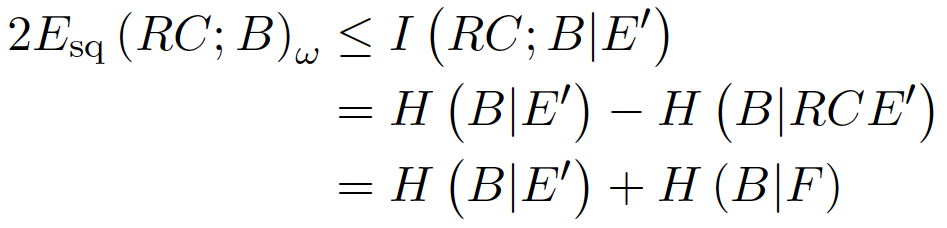 2E_sq (RC; B)_ω ≤ I (RC; B|E′)
= H (B|E′) − H (B|RCE′)
= H (B|E′) + H (B|F)